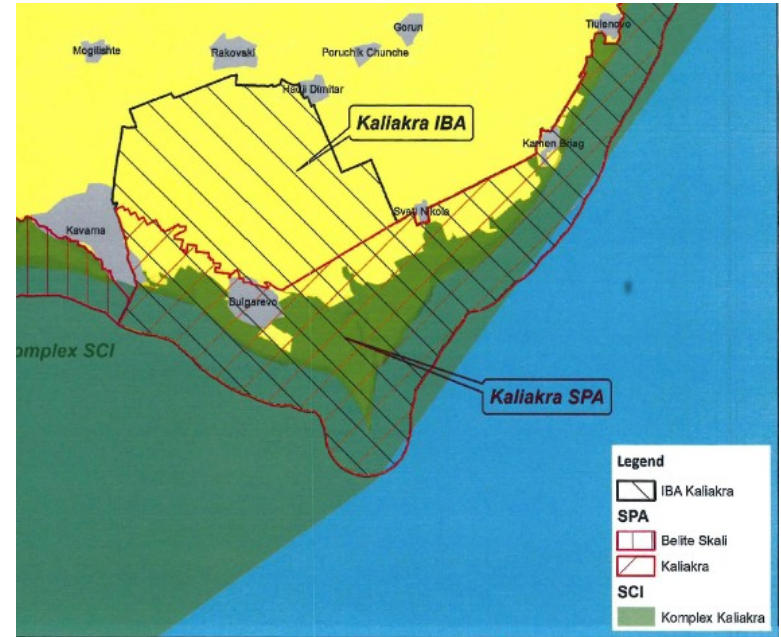 Gorun
Tiulenovo
Mogilishte
Rakovski
Poruchik Chunche
Hadji Dimitar
Kaliakra IBA
Kamen Briag
Sveti Nikola
Kavarna
Bulgarevo
omplex SCI
Kaliakra SPA
Legend
IBA Kaliakra
SPA
Belite Skali
Kaliakra
SCI
Komplex Kaliakra